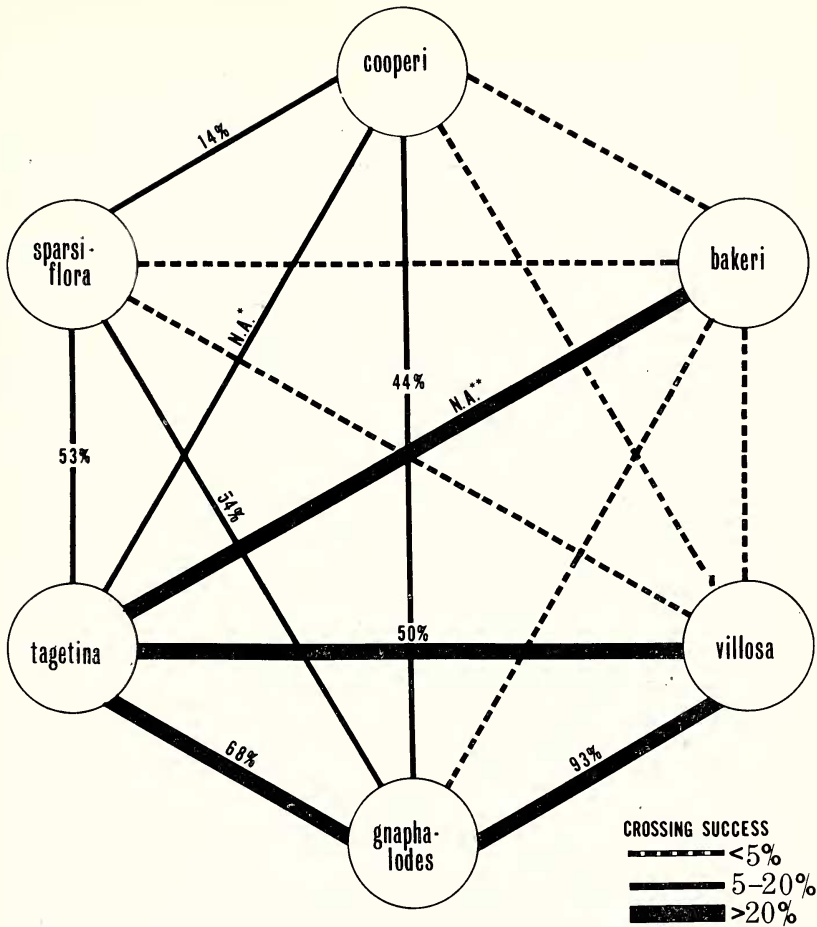 cooperi
14%
sparsi-
flora
bakeri
N.A.*
44%
N.A.**
53%
54%
50%
tagetina
villosa
68%
93%
gnapha-
lodes
CROSSING SUCCESS
<5%
5–20%
>20%